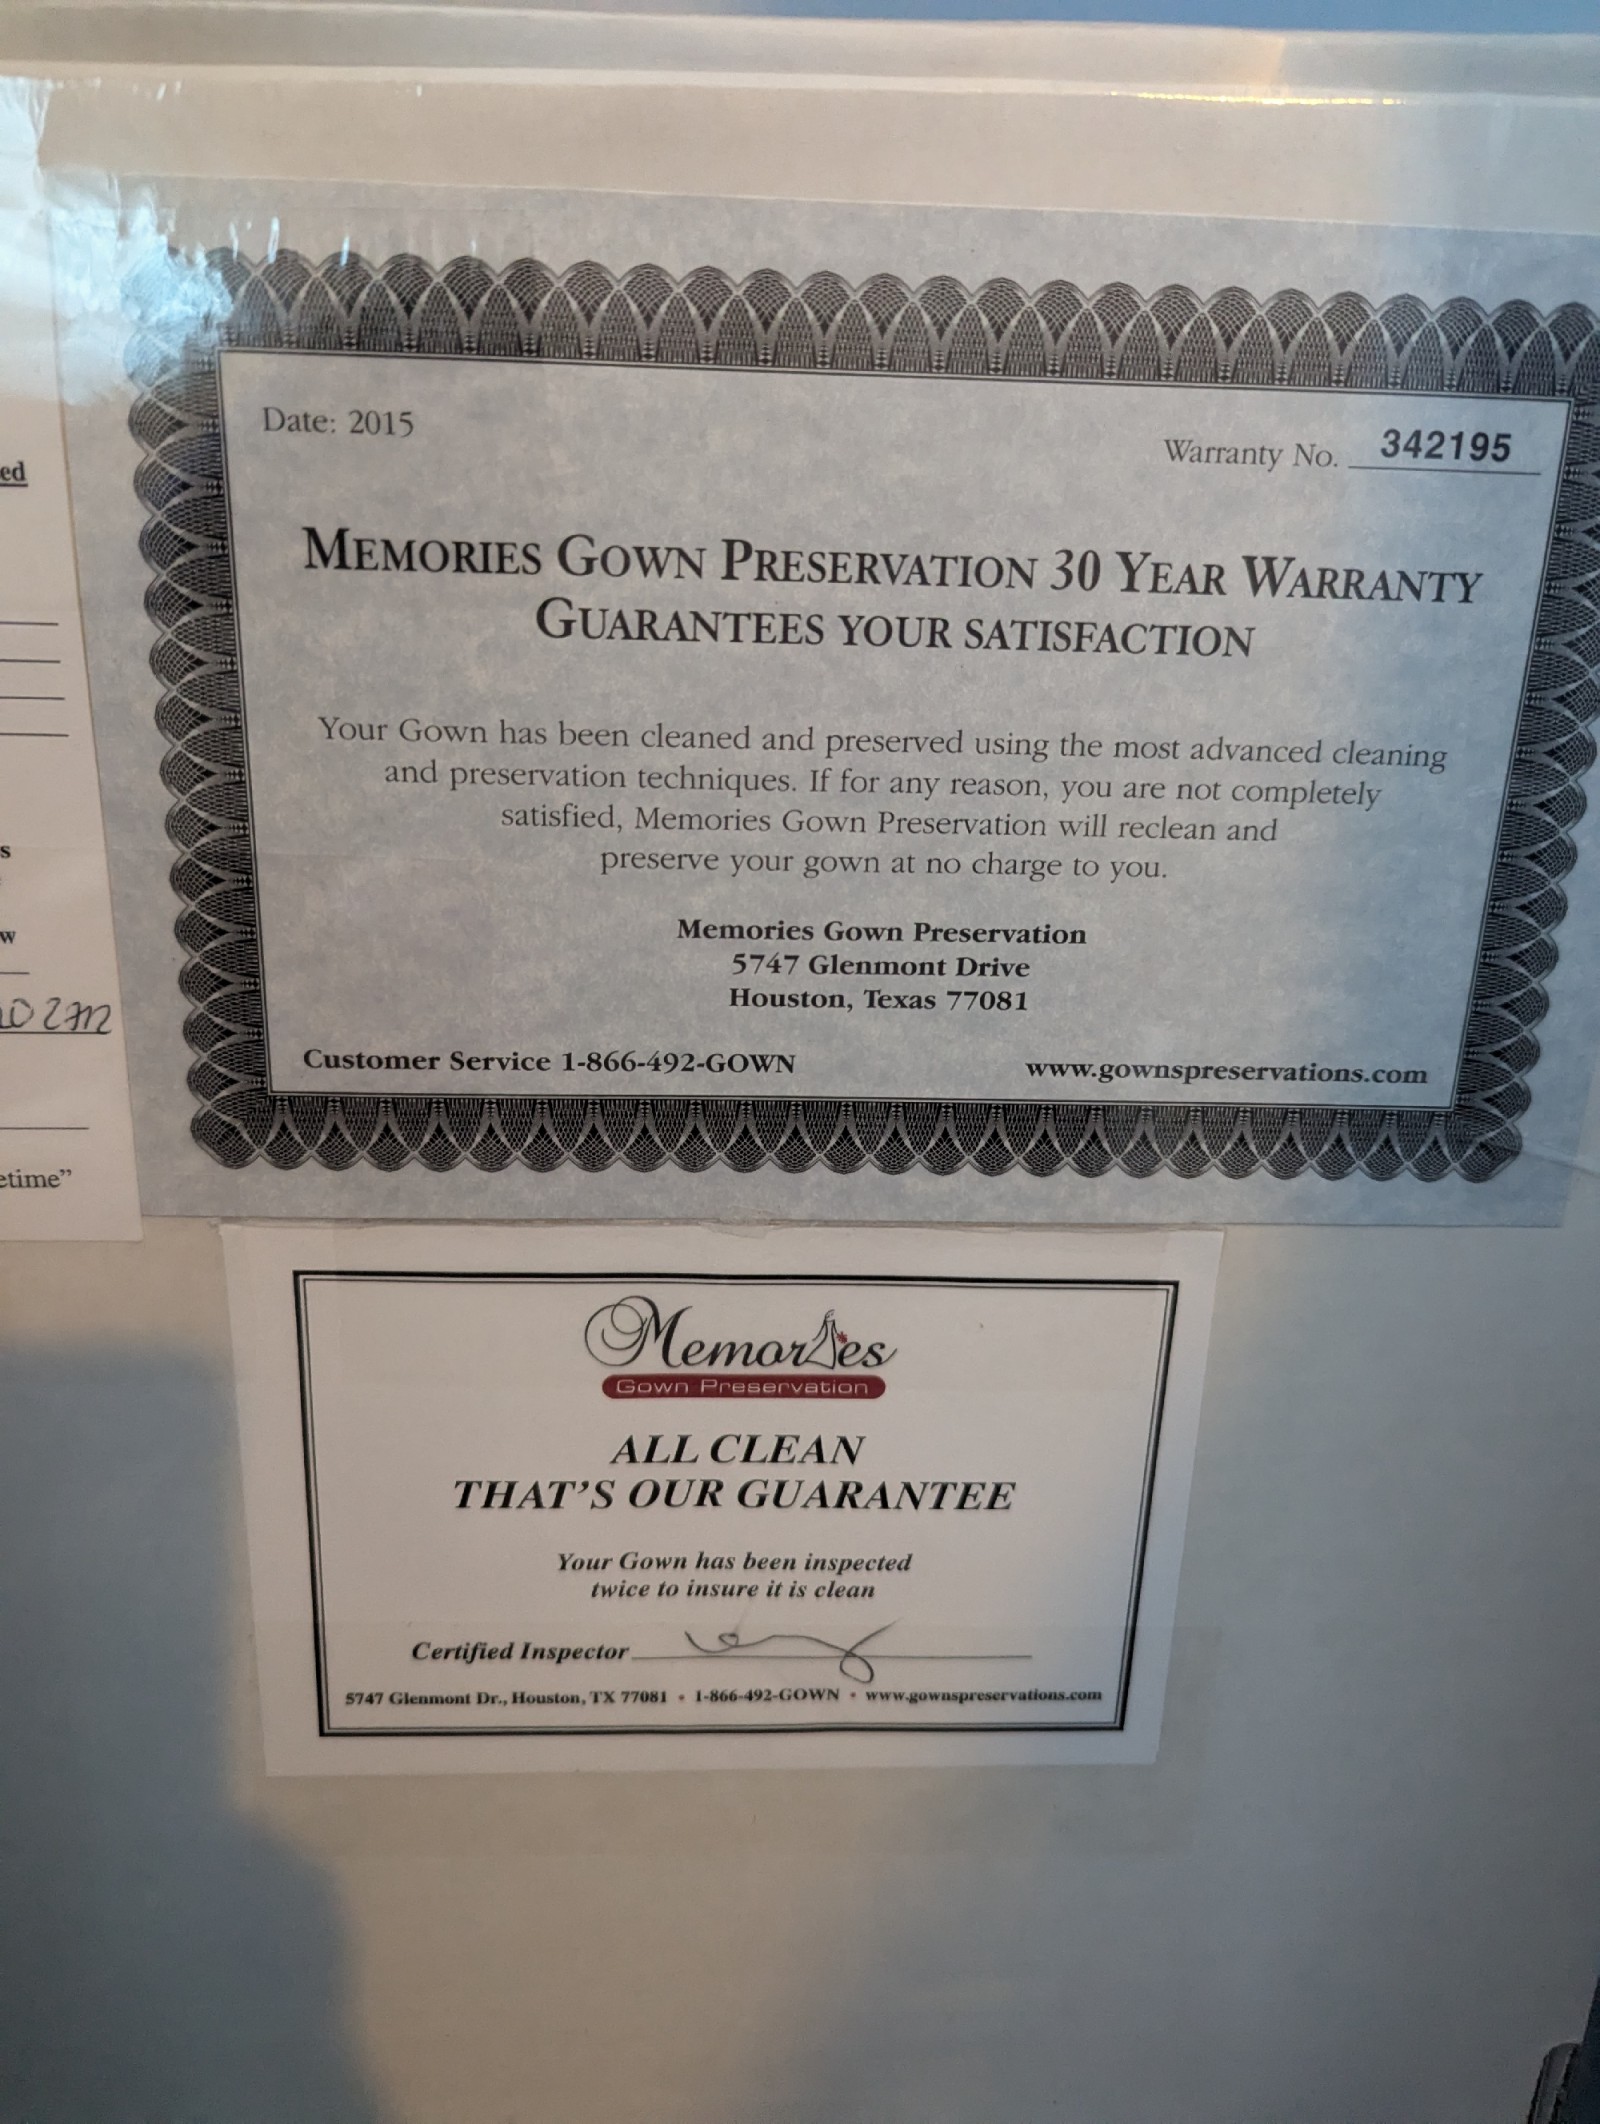 ed
s
w
etime”
Date: 2015
Warranty No. 342195
MEMORIES GOWN PRESERVATION 30 YEAR WARRANTY
GUARANTEES YOUR SATISFACTION
Your Gown has been cleaned and preserved using the most advanced cleaning
and preservation techniques. If for any reason, you are not completely
satisfied, Memories Gown Preservation will reclean and
preserve your gown at no charge to you.
Memories Gown Preservation
5747 Glenmont Drive
Houston, Texas 77081
Customer Service 1-866-492-GOWN
www.gownspreservations.com
Memories
Gown Preservation
ALL CLEAN
THAT’S OUR GUARANTEE
Your Gown has been inspected
twice to insure it is clean
Certified Inspector
5747 Glenmont Dr., Houston, TX 77081 • 1-866-492-GOWN • www.gownspreservations.com